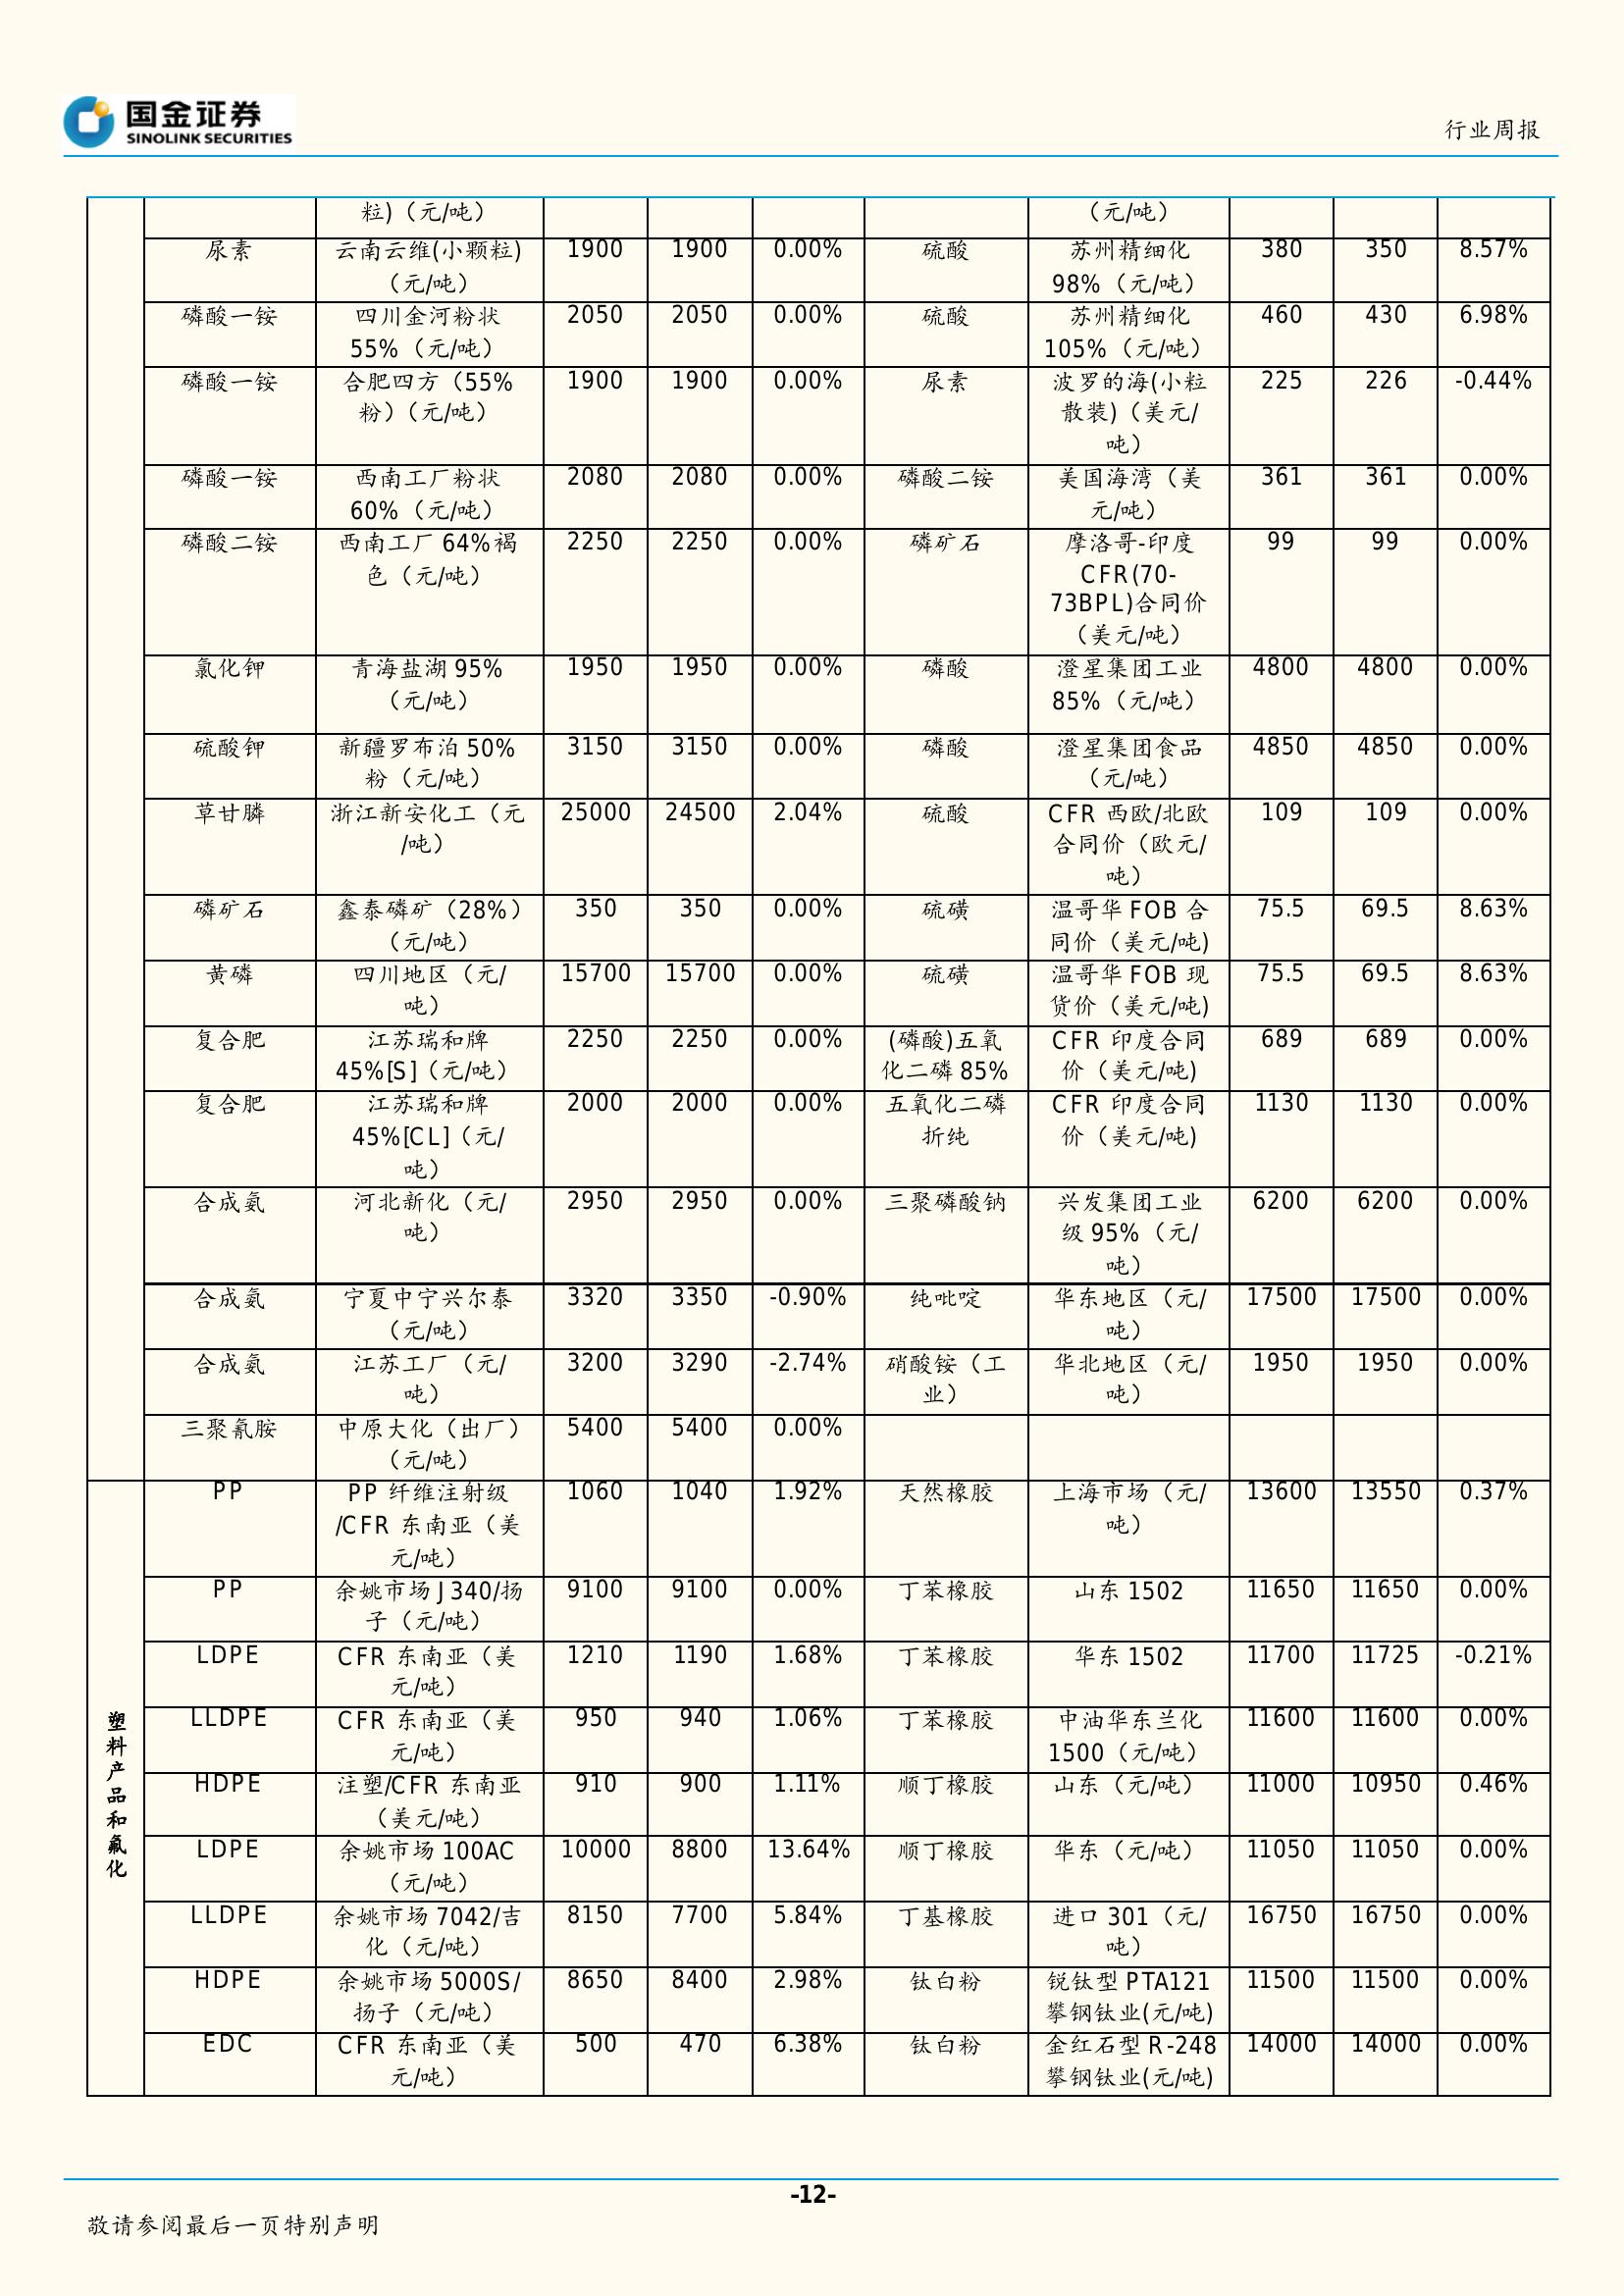 国金证券
SINOLINK SECURITIES
行业周报
粒)（元/吨） （元/吨）
尿素 云南云维(小颗粒) 1900 1900 0.00% 硫酸 苏州精细化 380 350 8.57%
（元/吨） 98%（元/吨）
磷酸一铵 四川金河粉状 2050 2050 0.00% 硫酸 苏州精细化 460 430 6.98%
55%（元/吨） 105%（元/吨）
磷酸一铵 合肥四方（55% 1900 1900 0.00% 尿素 波罗的海(小粒 225 226 -0.44%
粉）（元/吨） 散装)（美元/
吨）
磷酸一铵 西南工厂粉状 2080 2080 0.00% 磷酸二铵 美国海湾（美 361 361 0.00%
60%（元/吨） 元/吨）
磷酸二铵 西南工厂 64%褐 2250 2250 0.00% 磷矿石 摩洛哥-印度 99 99 0.00%
色（元/吨） CFR(70-
73BPL)合同价
（美元/吨）
氯化钾 青海盐湖 95% 1950 1950 0.00% 磷酸 澄星集团工业 4800 4800 0.00%
（元/吨） 85%（元/吨）
硫酸钾 新疆罗布泊 50% 3150 3150 0.00% 磷酸 澄星集团食品 4850 4850 0.00%
粉（元/吨） （元/吨）
草甘膦 浙江新安化工（元 25000 24500 2.04% 硫酸 CFR 西欧/北欧 109 109 0.00%
/吨） 合同价（欧元/
吨）
磷矿石 鑫泰磷矿（28%） 350 350 0.00% 硫磺 温哥华 FOB 合 75.5 69.5 8.63%
（元/吨） 同价（美元/吨)
黄磷 四川地区（元/ 15700 15700 0.00% 硫磺 温哥华 FOB 现 75.5 69.5 8.63%
吨） 货价（美元/吨)
复合肥 江苏瑞和牌 2250 2250 0.00% (磷酸)五氧 CFR 印度合同 689 689 0.00%
45%[S]（元/吨） 化二磷 85% 价（美元/吨)
复合肥 江苏瑞和牌 2000 2000 0.00% 五氧化二磷 CFR 印度合同 1130 1130 0.00%
45%[CL]（元/ 折纯 价（美元/吨)
吨）
合成氨 河北新化（元/ 2950 2950 0.00% 三聚磷酸钠 兴发集团工业 6200 6200 0.00%
吨） 级 95%（元/
吨）
合成氨 宁夏中宁兴尔泰 3320 3350 -0.90% 纯吡啶 华东地区（元/ 17500 17500 0.00%
（元/吨） 吨）
合成氨 江苏工厂（元/ 3200 3290 -2.74% 硝酸铵（工 华北地区（元/ 1950 1950 0.00%
吨） 业） 吨）
三聚氰胺 中原大化（出厂） 5400 5400 0.00%
（元/吨）
塑料产品和氟化
PP PP 纤维注射级 1060 1040 1.92% 天然橡胶 上海市场（元/ 13600 13550 0.37%
/CFR 东南亚（美 吨）
元/吨）
PP 余姚市场 J340/扬 9100 9100 0.00% 丁苯橡胶 山东 1502 11650 11650 0.00%
子（元/吨）
LDPE CFR 东南亚（美 1210 1190 1.68% 丁苯橡胶 华东 1502 11700 11725 -0.21%
元/吨）
LLDPE CFR 东南亚（美 950 940 1.06% 丁苯橡胶 中油华东兰化 11600 11600 0.00%
元/吨） 1500（元/吨）
HDPE 注塑/CFR 东南亚 910 900 1.11% 顺丁橡胶 山东（元/吨） 11000 10950 0.46%
（美元/吨）
LDPE 余姚市场 100AC 10000 8800 13.64% 顺丁橡胶 华东（元/吨） 11050 11050 0.00%
（元/吨）
LLDPE 余姚市场 7042/吉 8150 7700 5.84% 丁基橡胶 进口 301（元/ 16750 16750 0.00%
化（元/吨） 吨）
HDPE 余姚市场 5000S/ 8650 8400 2.98% 钛白粉 锐钛型 PTA121 11500 11500 0.00%
扬子（元/吨） 攀钢钛业(元/吨)
EDC CFR 东南亚（美 500 470 6.38% 钛白粉 金红石型 R-248 14000 14000 0.00%
元/吨） 攀钢钛业(元/吨)
-12-
敬请参阅最后一页特别声明